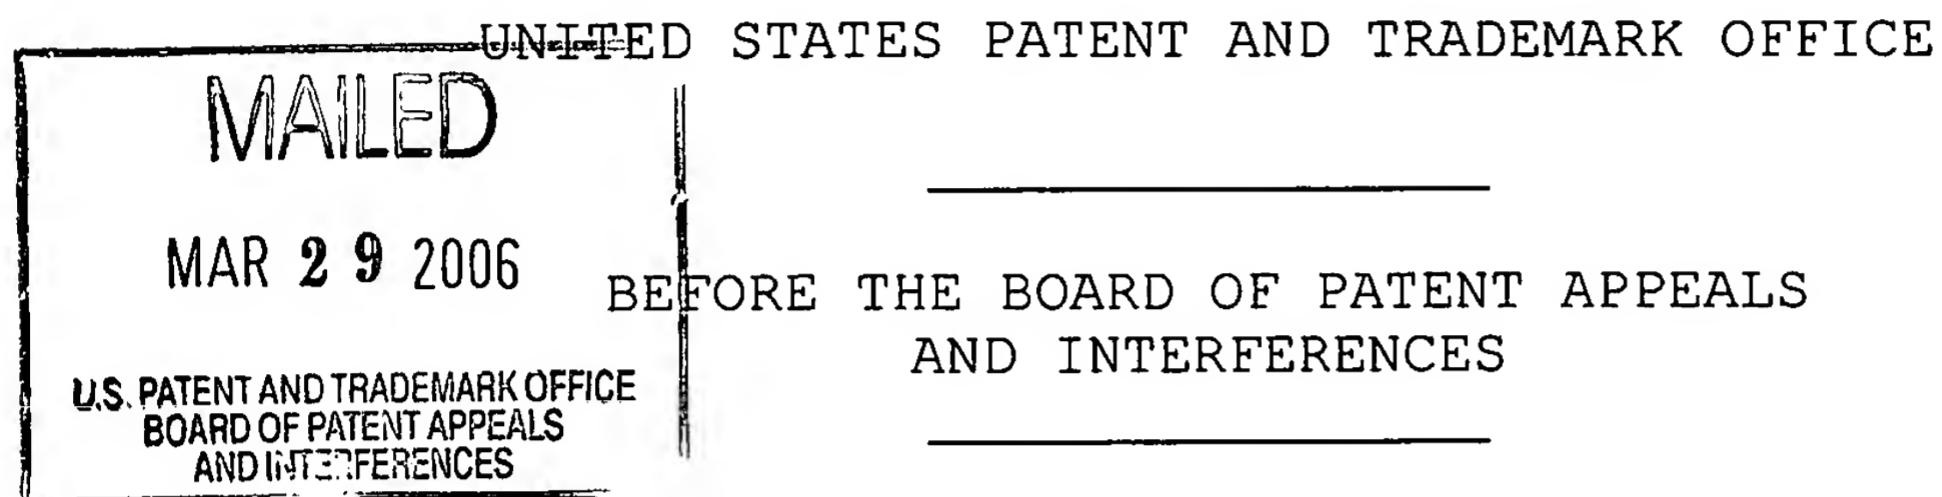 UNITED STATES PATENT AND TRADEMARK OFFICE
MAILED
MAR 29 2006
U.S. PATENT AND TRADEMARK OFFICE
BOARD OF PATENT APPEALS
AND INTERFERENCES
BEFORE THE BOARD OF PATENT APPEALS
AND INTERFERENCES